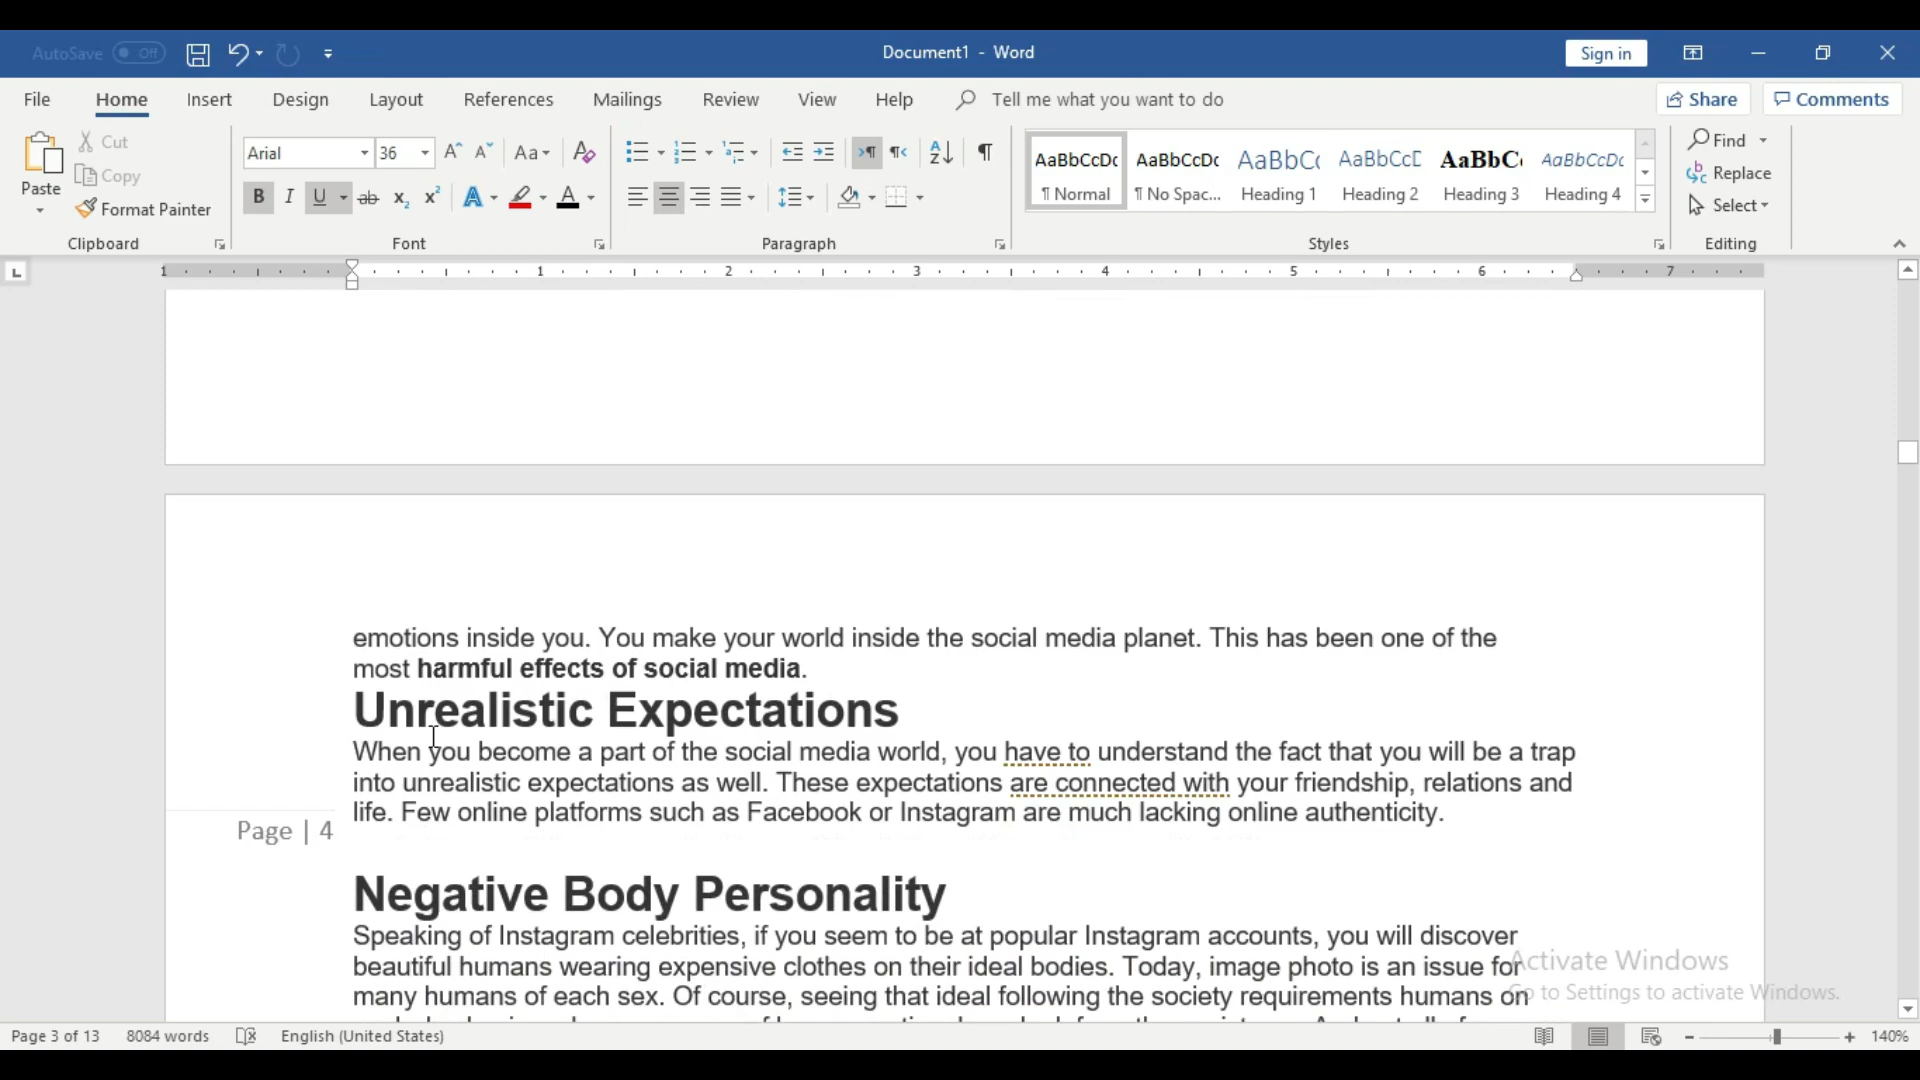 AutoSave Off
Document1 - Word
Sign in
File Home Insert Design Layout References Mailings Review View Help Tell me what you want to do Share Comments
Paste
Cut
Copy
Format Painter
Clipboard
Arial 36
Font
Paragraph
AaBbCcDc AaBbCcDc AaBbC( AaBbCcD AaBbC AaBbCcDc
¶ Normal ¶ No Spac... Heading 1 Heading 2 Heading 3 Heading 4
Styles
Find
Replace
Select
Editing
1 1 2 3 4 5 6 7
emotions inside you. You make your world inside the social media planet. This has been one of the
most harmful effects of social media.
Unrealistic Expectations
When you become a part of the social media world, you have to understand the fact that you will be a trap
into unrealistic expectations as well. These expectations are connected with your friendship, relations and
life. Few online platforms such as Facebook or Instagram are much lacking online authenticity.
Page | 4
Negative Body Personality
Speaking of Instagram celebrities, if you seem to be at popular Instagram accounts, you will discover
beautiful humans wearing expensive clothes on their ideal bodies. Today, image photo is an issue for
many humans of each sex. Of course, seeing that ideal following the society requirements humans on
Activate Windows
Go to Settings to activate Windows.
Page 3 of 13 8084 words English (United States) 140%